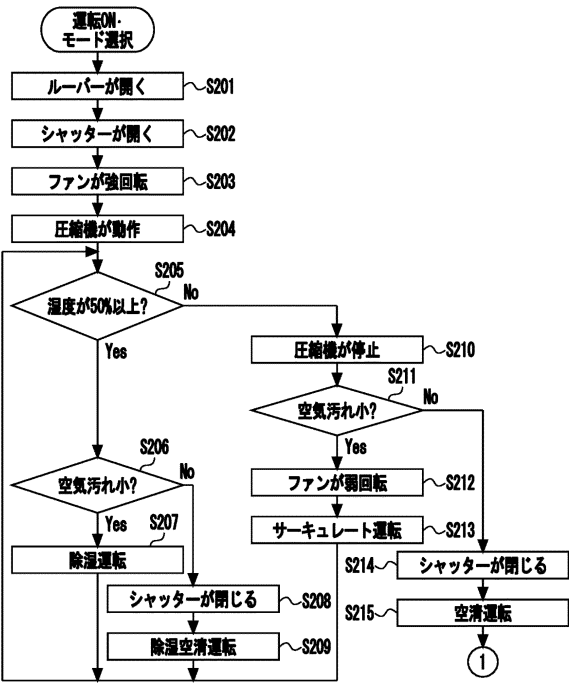 運転ON・
モード選択
ルーバーが開く
S201
シャッターが開く
S202
ファンが強回転
S203
圧縮機が動作
S204
湿度が50%以上?
S205
No
Yes
圧縮機が停止
S210
空気汚れ小?
S211
No
Yes
空気汚れ小?
S206
No
Yes
ファンが弱回転
S212
サーキュレート運転
S213
除湿運転
S207
シャッターが閉じる
S208
除湿空清運転
S209
S214
シャッターが閉じる
S215
空清運転
1